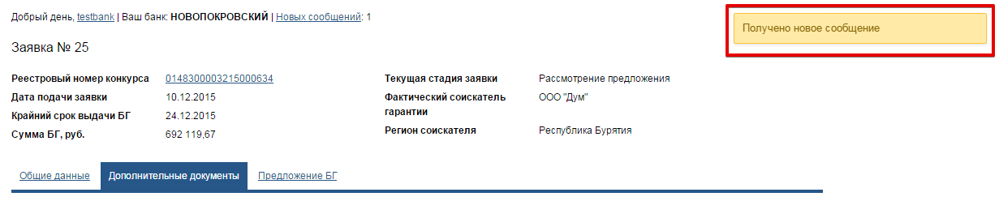 Добрый день, testbank | Ваш банк: НОВОПОКРОВСКИЙ | Новых сообщений: 1
Получено новое сообщение
Заявка № 25
Реестровый номер конкурса 0148300003215000634
Дата подачи заявки 10.12.2015
Крайний срок выдачи БГ 24.12.2015
Сумма БГ, руб. 692 119,67
Текущая стадия заявки Рассмотрение предложения
Фактический соискатель ООО "Дум"
гарантии
Регион соискателя Республика Бурятия
Общие данные Дополнительные документы Предложение БГ